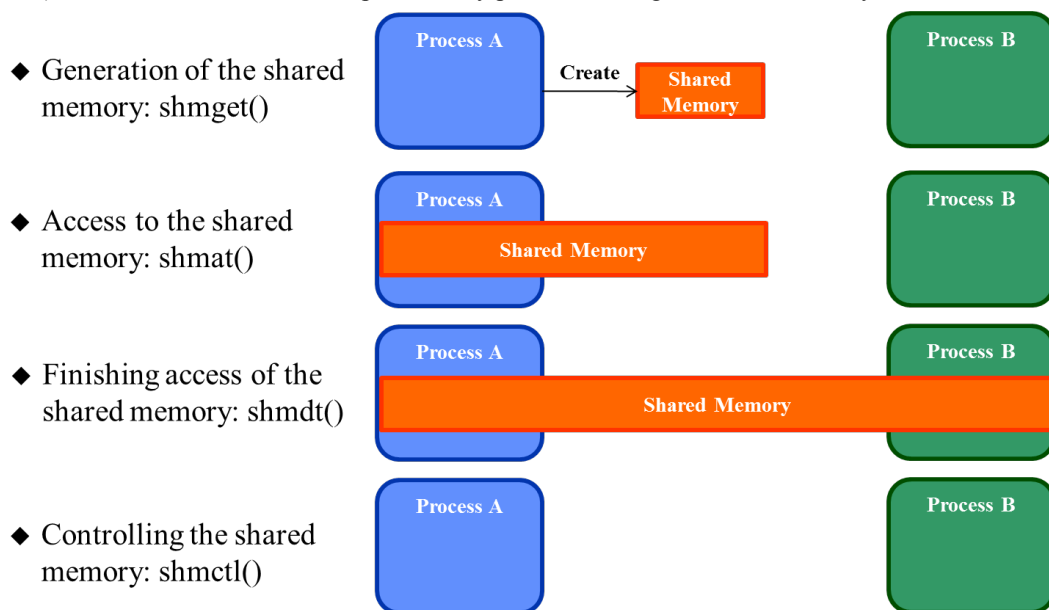 Process A
Process B
◆ Generation of the shared
memory: shmget()
Create
Shared
Memory
Process A
Process B
◆ Access to the shared
memory: shmat()
Shared Memory
Process A
Process B
◆ Finishing access of the
shared memory: shmdt()
Shared Memory
Process A
Process B
◆ Controlling the shared
memory: shmctl()